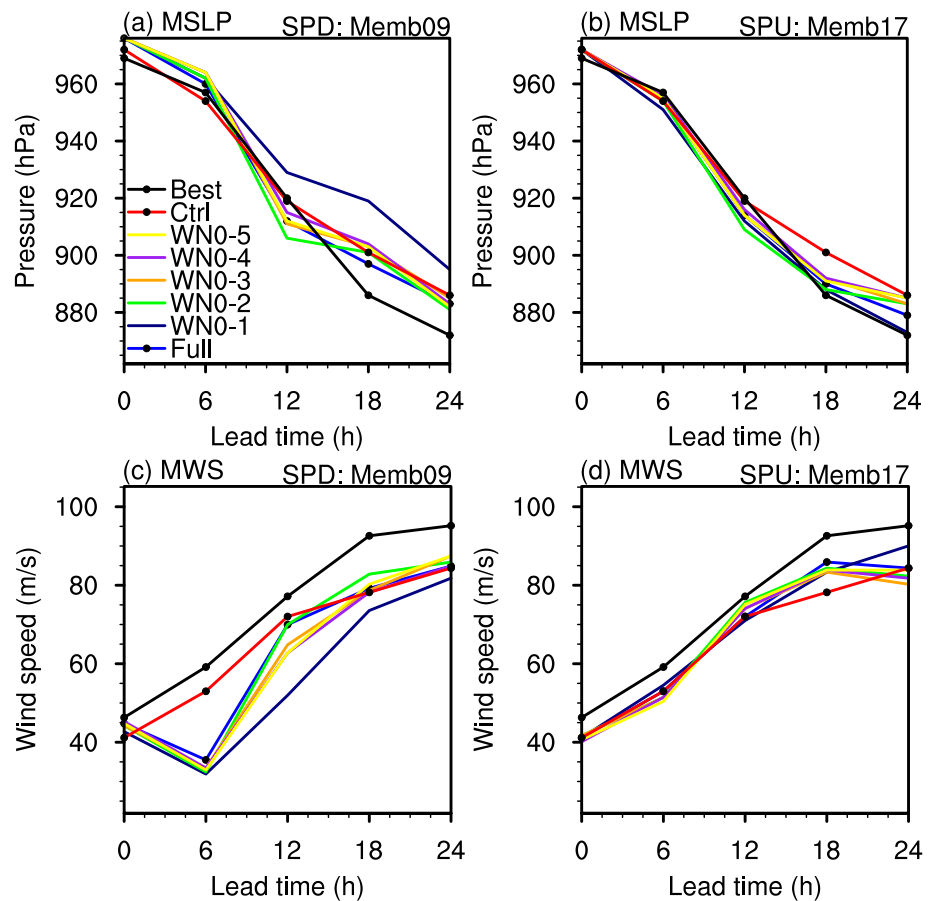 (a) MSLP SPD: Memb09
960
940
920
900
880
Pressure (hPa)
Best
Ctrl
WN0-5
WN0-4
WN0-3
WN0-2
WN0-1
Full
0 6 12 18 24
Lead time (h)
(b) MSLP SPU: Memb17
960
940
920
900
880
Pressure (hPa)
0 6 12 18 24
Lead time (h)
(c) MWS SPD: Memb09
100
80
60
40
Wind speed (m/s)
0 6 12 18 24
Lead time (h)
(d) MWS SPU: Memb17
100
80
60
40
Wind speed (m/s)
0 6 12 18 24
Lead time (h)